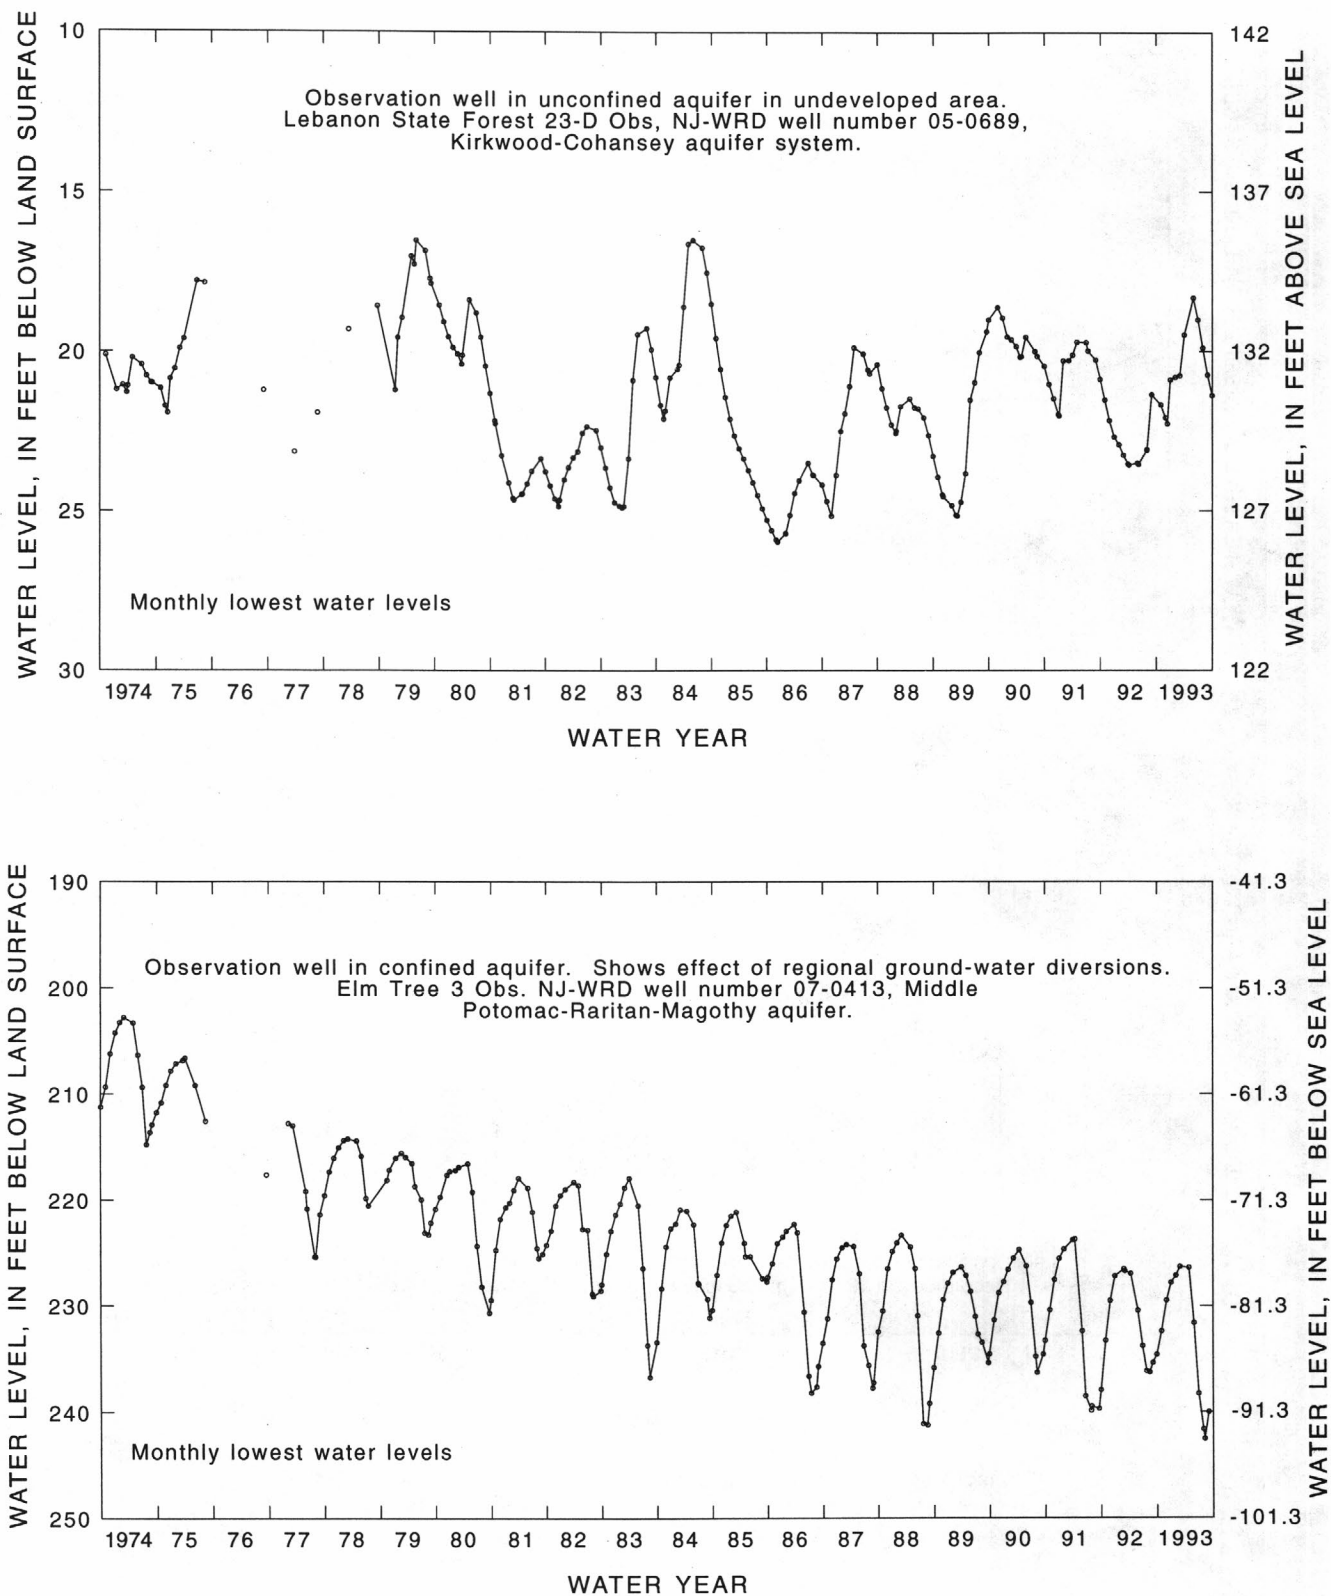 WATER LEVEL, IN FEET BELOW LAND SURFACE
10
15
20
25
30
Observation well in unconfined aquifer in undeveloped area.
Lebanon State Forest 23-D Obs, NJ-WRD well number 05-0689,
Kirkwood-Cohansey aquifer system.
Monthly lowest water levels
142
137
132
127
122
WATER LEVEL, IN FEET ABOVE SEA LEVEL
1974 75 76 77 78 79 80 81 82 83 84 85 86 87 88 89 90 91 92 1993
WATER YEAR
WATER LEVEL, IN FEET BELOW LAND SURFACE
190
200
210
220
230
240
250
Observation well in confined aquifer. Shows effect of regional ground-water diversions.
Elm Tree 3 Obs. NJ-WRD well number 07-0413, Middle
Potomac-Raritan-Magothy aquifer.
Monthly lowest water levels
-41.3
-51.3
-61.3
-71.3
-81.3
-91.3
-101.3
WATER LEVEL, IN FEET BELOW SEA LEVEL
1974 75 76 77 78 79 80 81 82 83 84 85 86 87 88 89 90 91 92 1993
WATER YEAR